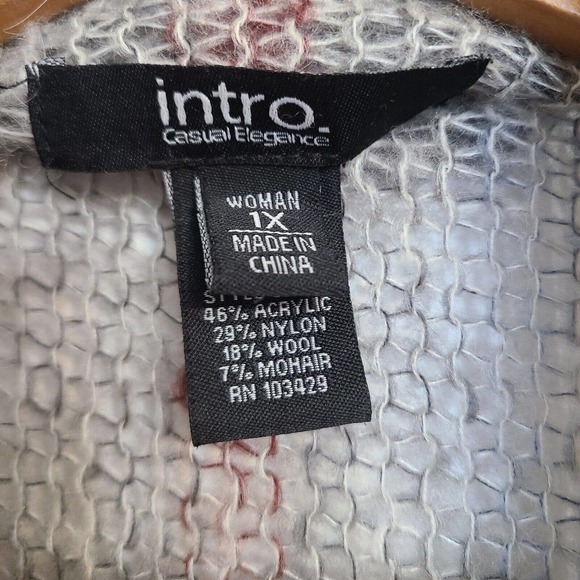 intro.
Casual Elegance
WOMAN
1X
MADE IN
CHINA
46% ACRYLIC
29% NYLON
18% WOOL
7% MOHAIR
RN 103429